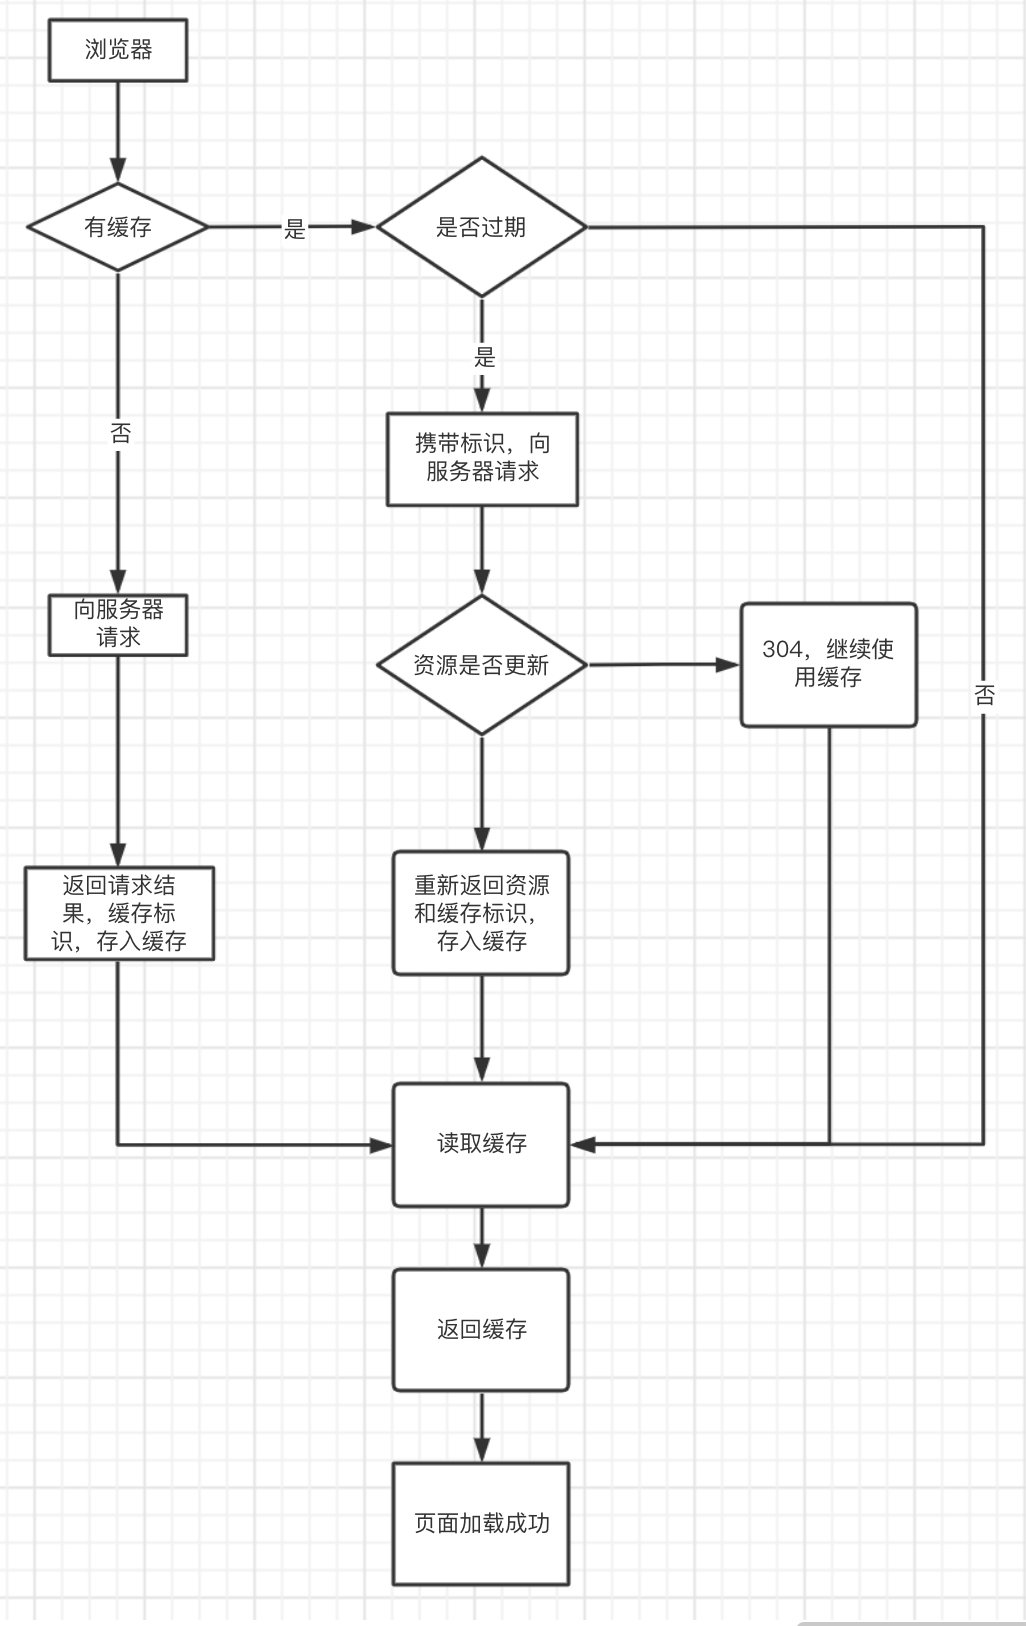 浏览器
有缓存
是
是否过期
是
否
携带标识，向
服务器请求
向服务器
请求
资源是否更新
304，继续使
用缓存
否
返回请求结
果，缓存标
识，存入缓存
重新返回资源
和缓存标识，
存入缓存
读取缓存
返回缓存
页面加载成功